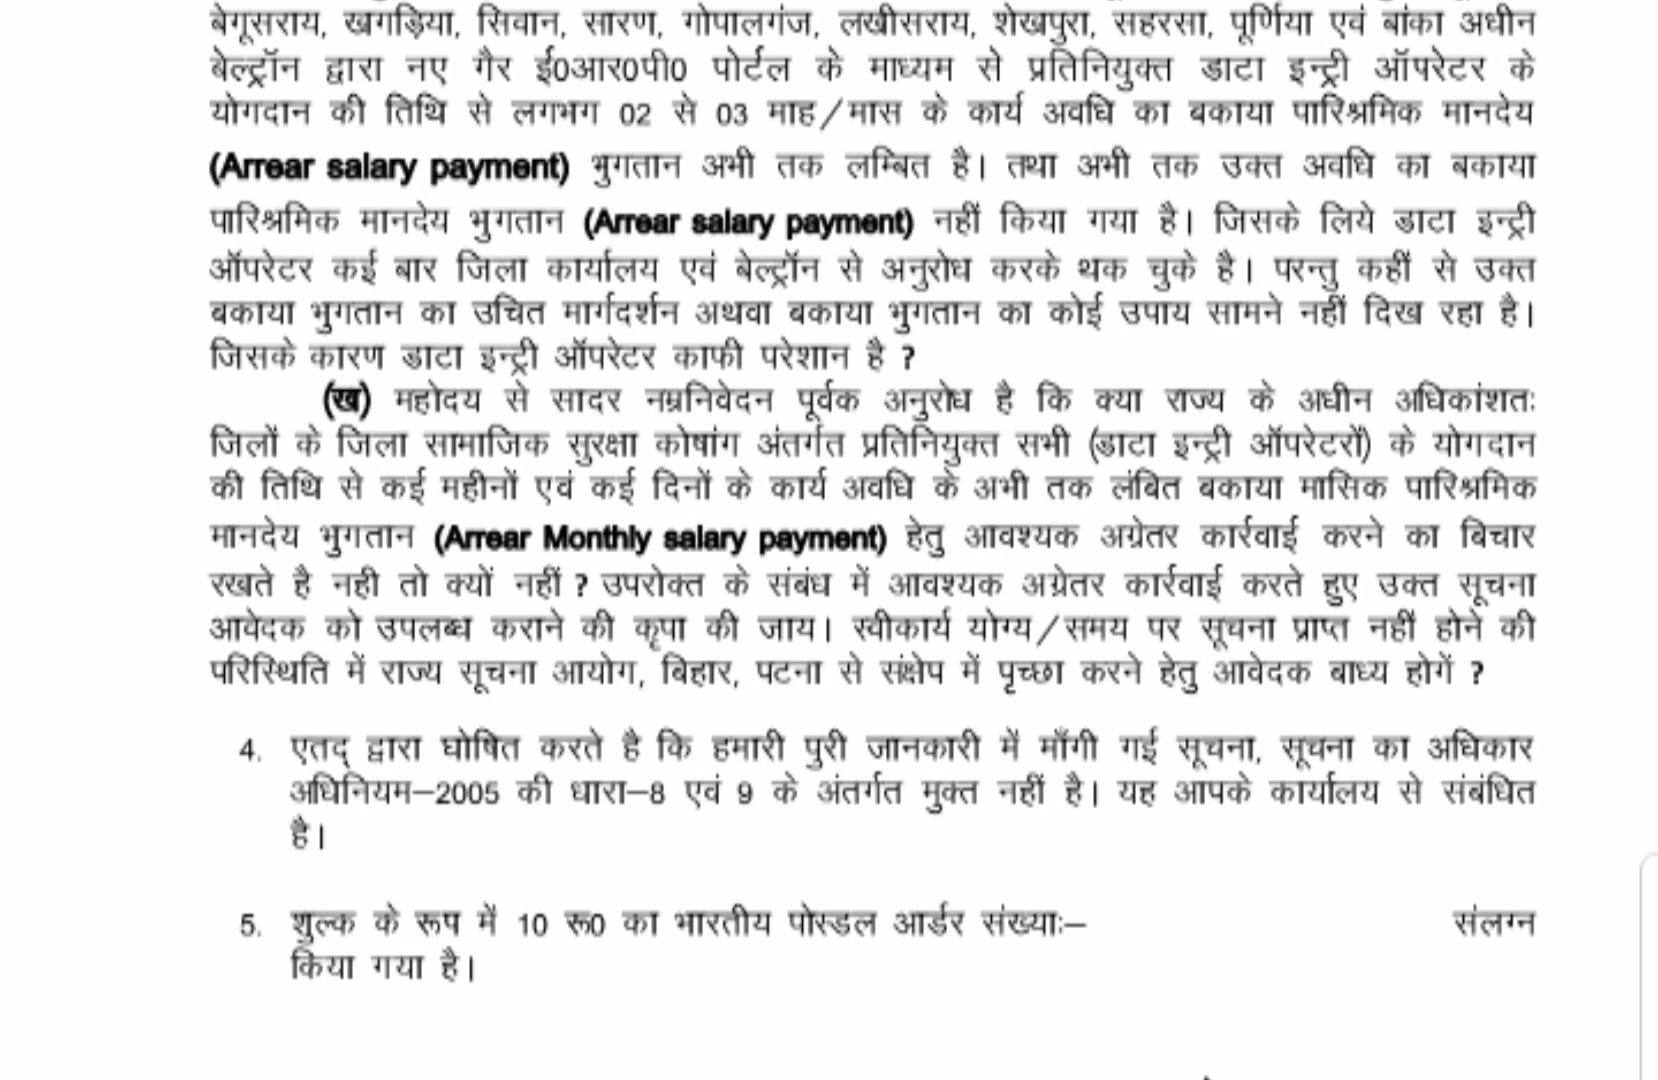 बेगूसराय, खगड़िया, सिवान, सारण, गोपालगंज, लखीसराय, शेखपुरा, सहरसा, पूर्णिया एवं बांका अधीन
बेल्ट्रॉन द्वारा नए गैर ई0आर0पी0 पोर्टल के माध्यम से प्रतिनियुक्त डाटा इन्ट्री ऑपरेटर के
योगदान की तिथि से लगभग 02 से 03 माह/मास के कार्य अवधि का बकाया पारिश्रमिक मानदेय
(Arrear salary payment) भुगतान अभी तक लम्बित है। तथा अभी तक उक्त अवधि का बकाया
पारिश्रमिक मानदेय भुगतान (Arrear salary payment) नहीं किया गया है। जिसके लिये डाटा इन्ट्री
ऑपरेटर कई बार जिला कार्यालय एवं बेल्ट्रॉन से अनुरोध करके थक चुके है। परन्तु कहीं से उक्त
बकाया भुगतान का उचित मार्गदर्शन अथवा बकाया भुगतान का कोई उपाय सामने नहीं दिख रहा है।
जिसके कारण डाटा इन्ट्री ऑपरेटर काफी परेशान है ?
(ख) महोदय से सादर नम्रनिवेदन पूर्वक अनुरोध है कि क्या राज्य के अधीन अधिकांशतः
जिलों के जिला सामाजिक सुरक्षा कोषांग अंतर्गत प्रतिनियुक्त सभी (डाटा इन्ट्री ऑपरेटरों) के योगदान
की तिथि से कई महीनों एवं कई दिनों के कार्य अवधि के अभी तक लंबित बकाया मासिक पारिश्रमिक
मानदेय भुगतान (Arrear Monthly salary payment) हेतु आवश्यक अग्रेतर कार्रवाई करने का बिचार
रखते है नही तो क्यों नहीं ? उपरोक्त के संबंध में आवश्यक अग्रेतर कार्रवाई करते हुए उक्त सूचना
आवेदक को उपलब्ध कराने की कृपा की जाय। स्वीकार्य योग्य/समय पर सूचना प्राप्त नहीं होने की
परिस्थिति में राज्य सूचना आयोग, बिहार, पटना से संक्षेप में पृच्छा करने हेतु आवेदक बाध्य होगें ?
4. एतद् द्वारा घोषित करते है कि हमारी पुरी जानकारी में माँगी गई सूचना, सूचना का अधिकार
अधिनियम–2005 की धारा–8 एवं 9 के अंतर्गत मुक्त नहीं है। यह आपके कार्यालय से संबंधित
है।
5. शुल्क के रूप में 10 रू0 का भारतीय पोस्डल आर्डर संख्याः– संलग्न
किया गया है।